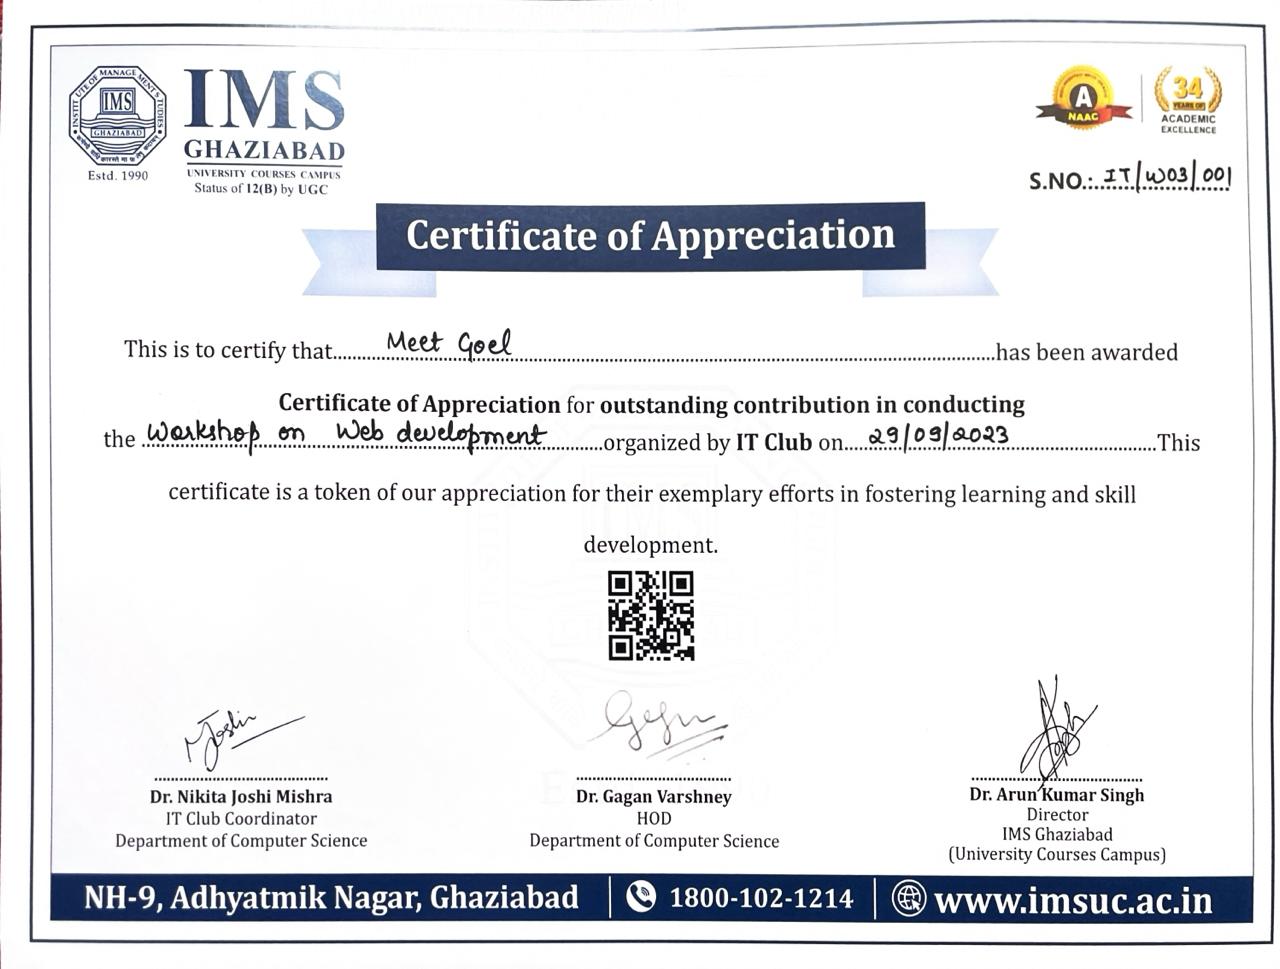 INSTITUTE OF MANAGEMENT STUDIES
IMS
GHAZIABAD
Estd. 1990
IMS
GHAZIABAD
UNIVERSITY COURSES CAMPUS
Status of 12(B) by UGC
A
NAAC
34
YEARS OF
ACADEMIC
EXCELLENCE
S.NO.: IT/W03/001
Certificate of Appreciation
This is to certify that Meet Goel has been awarded
Certificate of Appreciation for outstanding contribution in conducting
the Workshop on Web development organized by IT Club on 29/09/2023 This
certificate is a token of our appreciation for their exemplary efforts in fostering learning and skill
development.
Dr. Nikita Joshi Mishra
IT Club Coordinator
Department of Computer Science
Dr. Gagan Varshney
HOD
Department of Computer Science
Dr. Arun Kumar Singh
Director
IMS Ghaziabad
(University Courses Campus)
NH-9, Adhyatmik Nagar, Ghaziabad
1800-102-1214
www.imsuc.ac.in